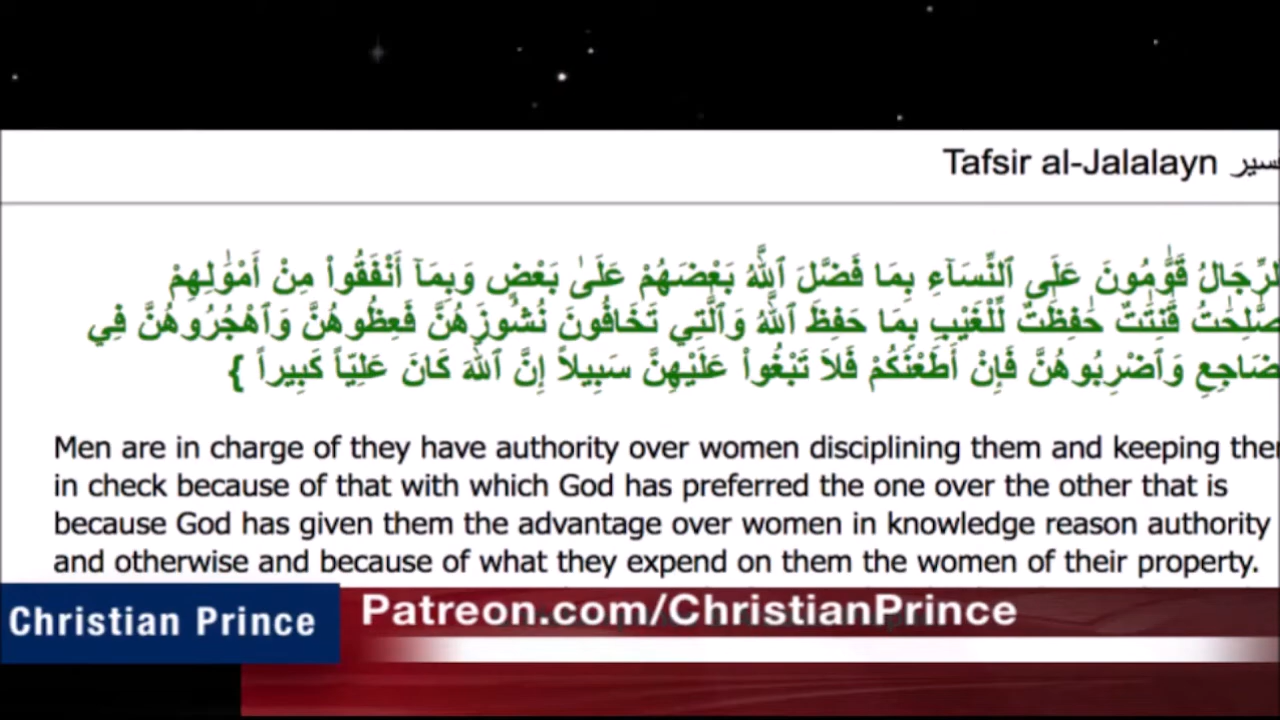 Tafsir al-Jalalayn
قَوَّٰمُونَ عَلَى ٱلنِّسَآءِ بِمَا فَضَّلَ ٱللَّهُ بَعْضَهُمْ عَلَىٰ بَعْضٍ وَبِمَآ أَنْفَقُواْ مِنْ أَمْوَٰلِهِمْ
قَٰنِتَٰتٌ حَٰفِظَٰتٌ لِّلْغَيْبِ بِمَا حَفِظَ ٱللَّهُ وَٱلَّٰتِي تَخَافُونَ نُشُوزَهُنَّ فَعِظُوهُنَّ وَٱهْجُرُوهُنَّ فِي
وَٱضْرِبُوهُنَّ فَإِنْ أَطَعْنَكُمْ فَلاَ تَبْغُواْ عَلَيْهِنَّ سَبِيلاً إِنَّ ٱللَّهَ كَانَ عَلِيّاً كَبِيراً }
Men are in charge of they have authority over women disciplining them and keeping
in check because of that with which God has preferred the one over the other that is
because God has given them the advantage over women in knowledge reason authority
and otherwise and because of what they expend on them the women of their property.
Christian Prince
Patreon.com/ChristianPrince